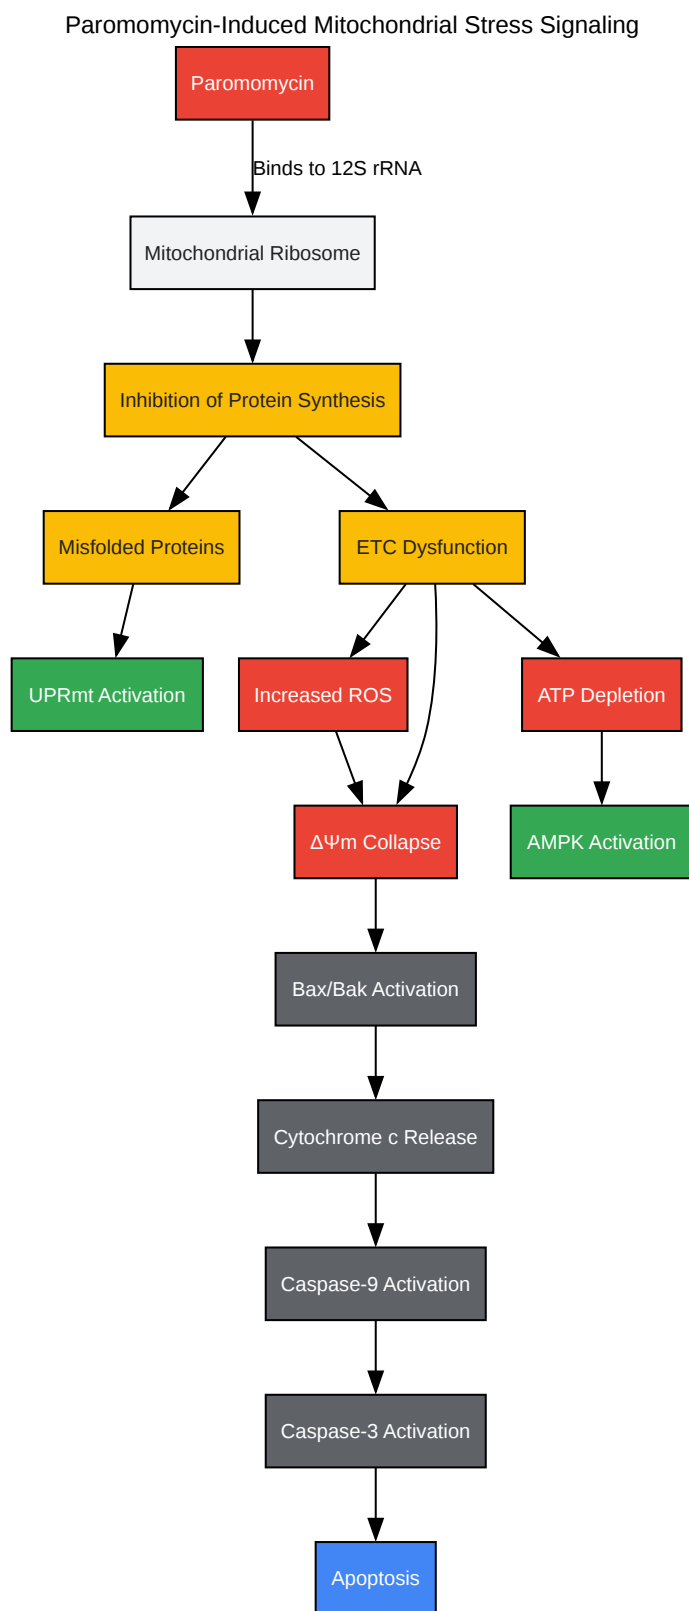 Paromomycin-Induced Mitochondrial Stress Signaling
Paromomycin
Binds to 12S rRNA
Mitochondrial Ribosome
Inhibition of Protein Synthesis
Misfolded Proteins
ETC Dysfunction
UPRmt Activation
Increased ROS
ATP Depletion
ΔΨm Collapse
AMPK Activation
Bax/Bak Activation
Cytochrome c Release
Caspase-9 Activation
Caspase-3 Activation
Apoptosis